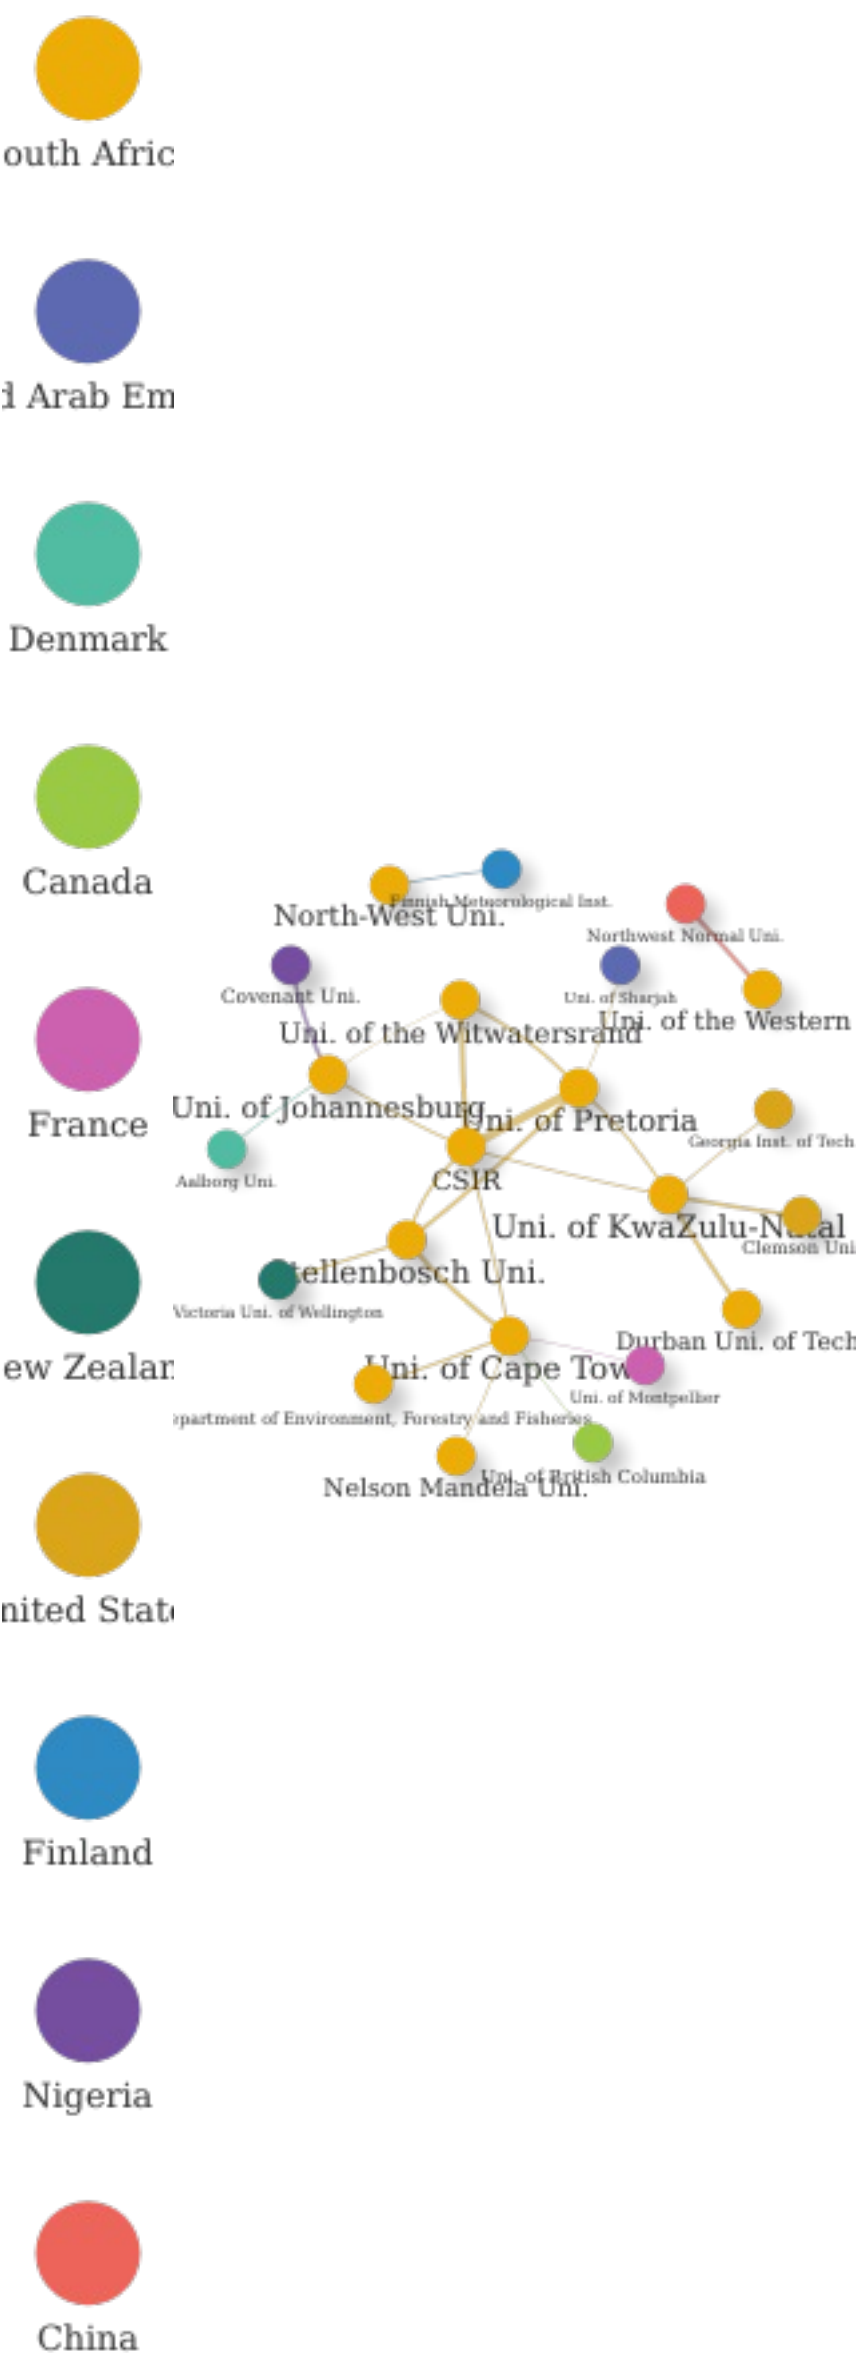 outh Afric
d Arab Em
Denmark
Canada
France
ew Zealan
nited State
Finland
Nigeria
China
Finnish Meteorological Inst.
North-West Uni.
Northwest Normal Uni.
Covenant Uni.
Uni. of Sharjah
Uni. of the Western
Uni. of the Witwatersrand
Uni. of Johannesburg
Uni. of Pretoria
Georgia Inst. of Tech
Aalborg Uni.
CSIR
Uni. of KwaZulu-Natal
Clemson Uni
tellenbosch Uni.
Victoria Uni. of Wellington
Durban Uni. of Tech
Uni. of Cape Tow
Uni. of Montpellier
epartment of Environment, Forestry and Fisheries
Uni. of British Columbia
Nelson Mandela Uni.